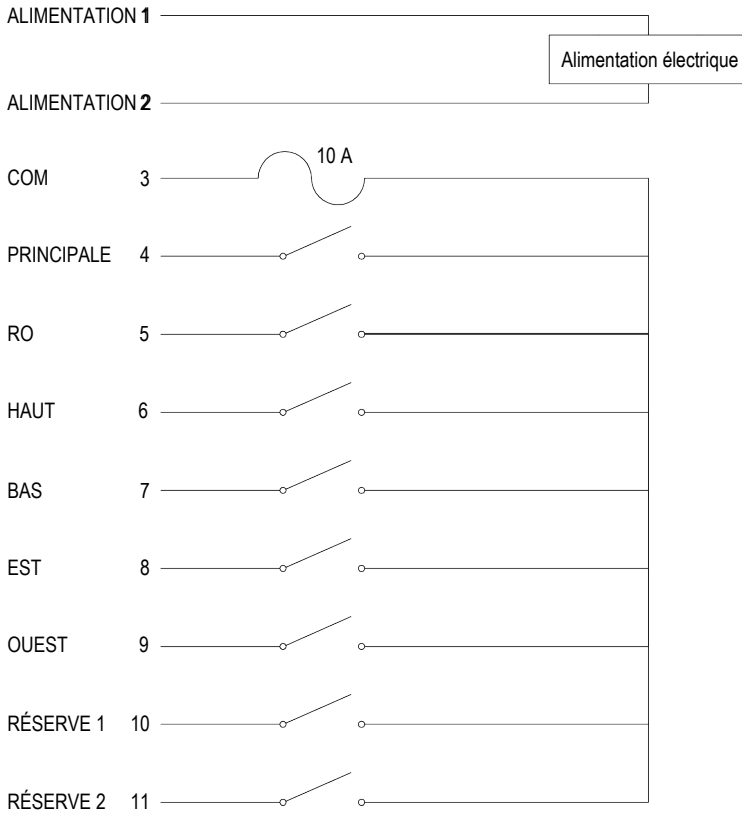 ALIMENTATION 1
Alimentation électrique
ALIMENTATION 2
10 A
COM 3
PRINCIPALE 4
RO 5
HAUT 6
BAS 7
EST 8
OUEST 9
RÉSERVE 1 10
RÉSERVE 2 11